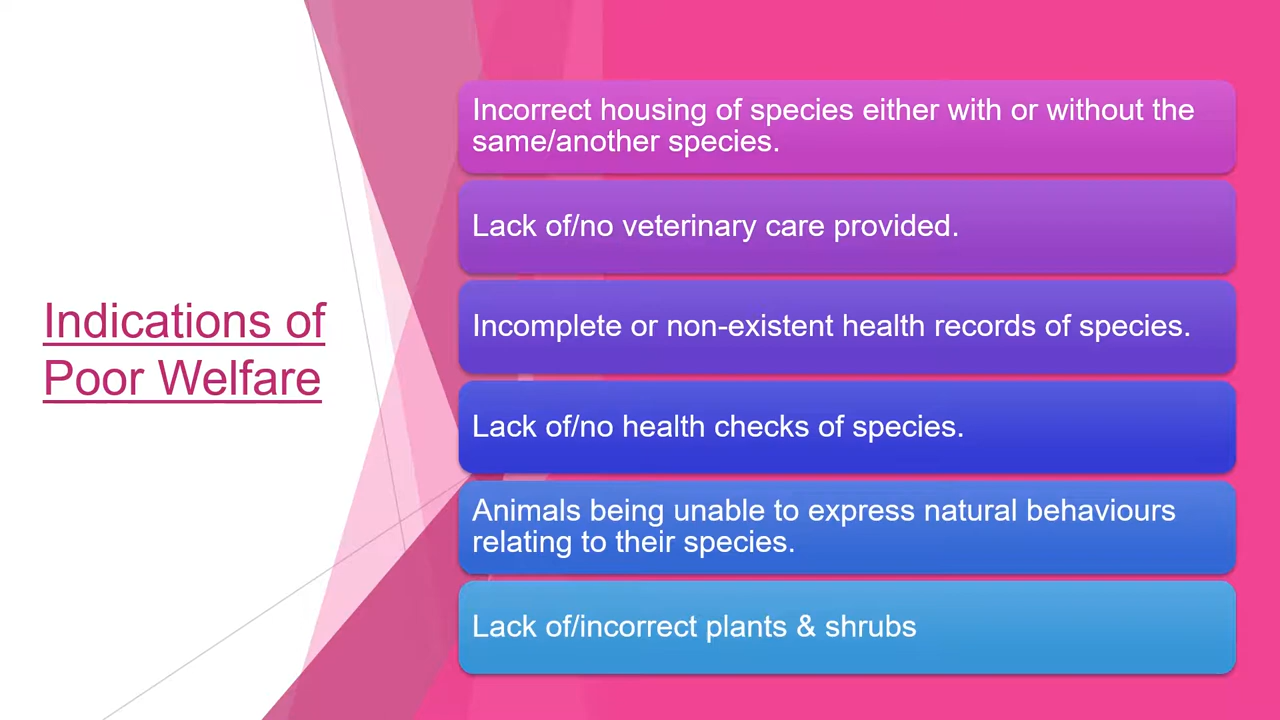 Indications of
Poor Welfare
Incorrect housing of species either with or without the
same/another species.
Lack of/no veterinary care provided.
Incomplete or non-existent health records of species.
Lack of/no health checks of species.
Animals being unable to express natural behaviours
relating to their species.
Lack of/incorrect plants & shrubs